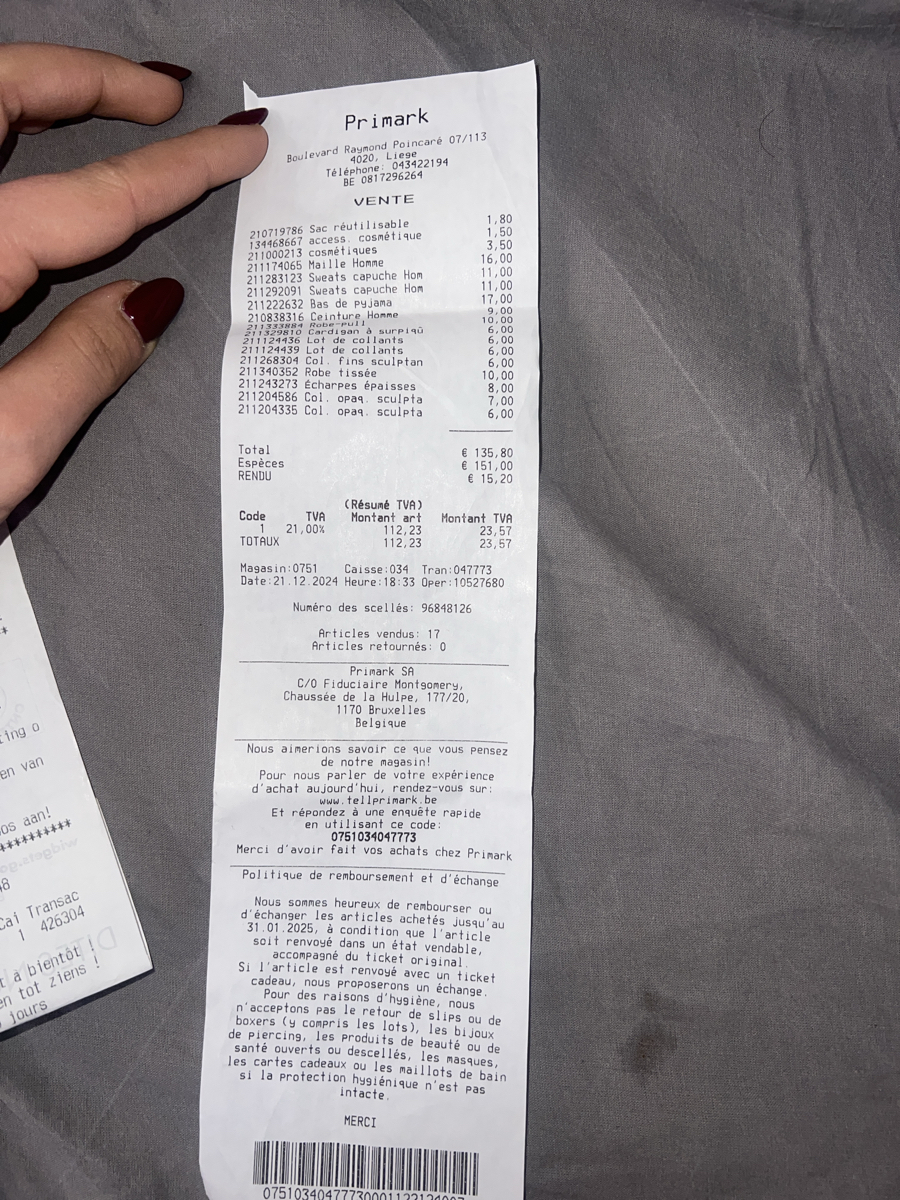 Primark
Boulevard Raymond Poincaré 07/113
4020, Liege
Téléphone: 043422194
BE 0817296264
VENTE
210719786 Sac réutilisable 1,80
134468667 access. cosmétique 1,50
211000213 cosmétiques 3,50
211174065 Maille Homme 16,00
211283123 Sweats capuche Hom 11,00
211292091 Sweats capuche Hom 11,00
211222632 Bas de pyjama 17,00
210838316 Ceinture Homme 9,00
211333884 Robe-pull 10,00
211329810 Cardigan à surpiqû 6,00
211124436 Lot de collants 6,00
211124439 Lot de collants 6,00
211268304 Col. fins sculptan 6,00
211340352 Robe tissée 10,00
211243273 Écharpes épaisses 8,00
211204586 Col. opaq. sculpta 7,00
211204335 Col. opaq. sculpta 6,00
Total € 135,80
Espèces € 151,00
RENDU € 15,20
(Résumé TVA)
Code TVA Montant art Montant TVA
1 21,00% 112,23 23,57
TOTAUX 112,23 23,57
Magasin:0751 Caisse:034 Tran:047773
Date:21.12.2024 Heure:18:33 Oper:10527680
Numéro des scellés: 96848126
Articles vendus: 17
Articles retournés: 0
Primark SA
C/O Fiduciaire Montgomery,
Chaussée de la Hulpe, 177/20,
1170 Bruxelles
Belgique
Nous aimerions savoir ce que vous pensez
de notre magasin!
Pour nous parler de votre expérience
d'achat aujourd'hui, rendez-vous sur:
www.tellprimark.be
Et répondez à une enquête rapide
en utilisant ce code:
0751034047773
Merci d'avoir fait vos achats chez Primark
Politique de remboursement et d'échange
Nous sommes heureux de rembourser ou
d'échanger les articles achetés jusqu'au
31.01.2025, à condition que l'article
soit renvoyé dans un état vendable,
accompagné du ticket original.
Si l'article est renvoyé avec un ticket
cadeau, nous proposerons un échange.
Pour des raisons d'hygiène, nous
n'acceptons pas le retour de slips ou de
boxers (y compris les lots), les bijoux
de piercing, les produits de beauté ou de
santé ouverts ou descellés, les masques,
les cartes cadeaux ou les maillots de bain
si la protection hygiénique n'est pas
intacte.
MERCI
ting o
en van
os aan!
**********
Cai Transac
1 426304
t à bientôt !
en tot ziens !
jours